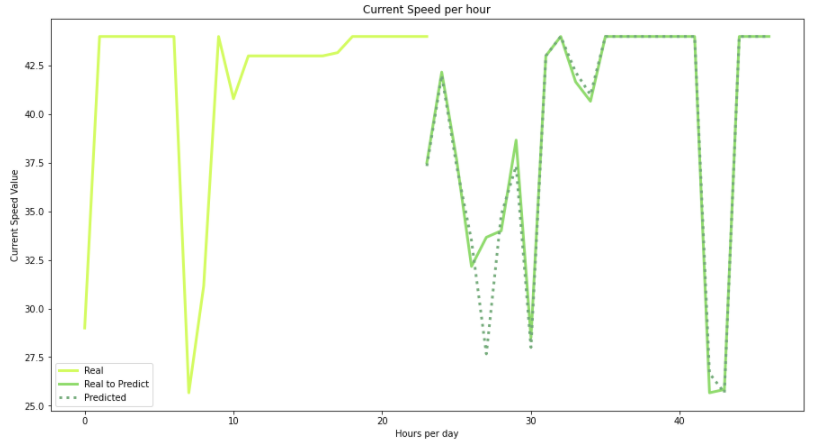 Current Speed per hour
Current Speed Value
42.5
40.0
37.5
35.0
32.5
30.0
27.5
25.0
Real
Real to Predict
Predicted
0
10
20
30
40
Hours per day